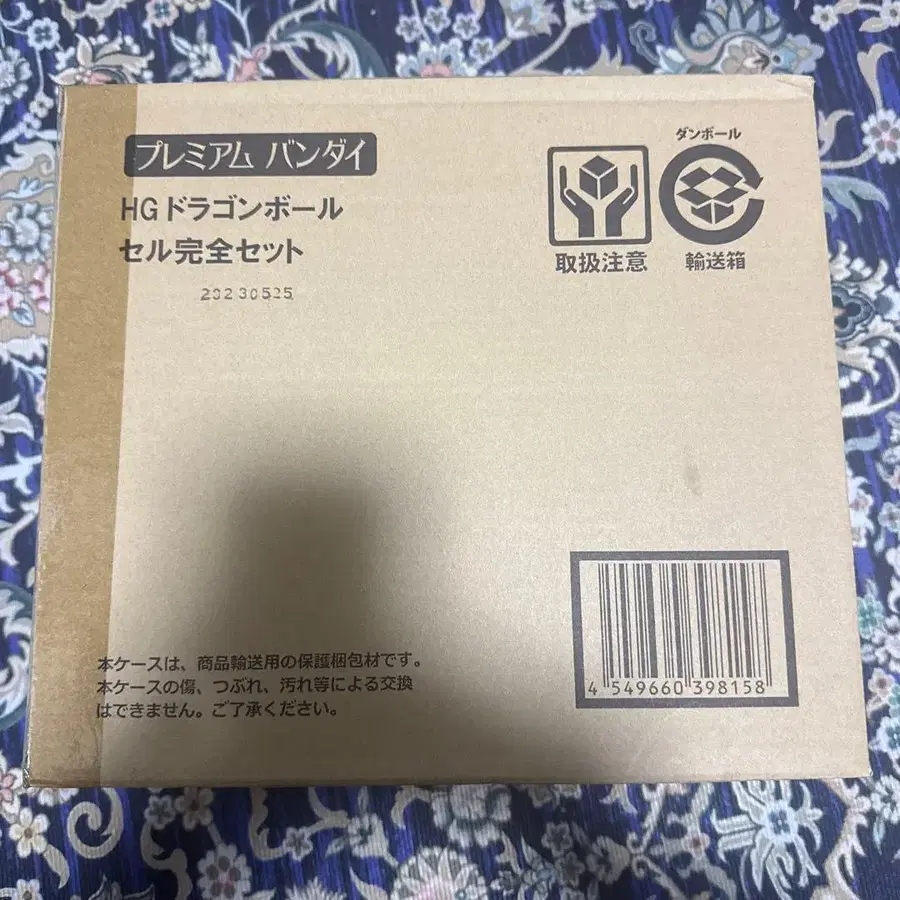 プレミアム バンダイ
HG ドラゴンボール
セル完全セット
20230525
ダンボール
取扱注意
輸送箱
本ケースは、商品輸送用の保護梱包材です。
本ケースの傷、つぶれ、汚れ等による交換
はできません。ご了承ください。
4 549660 398158